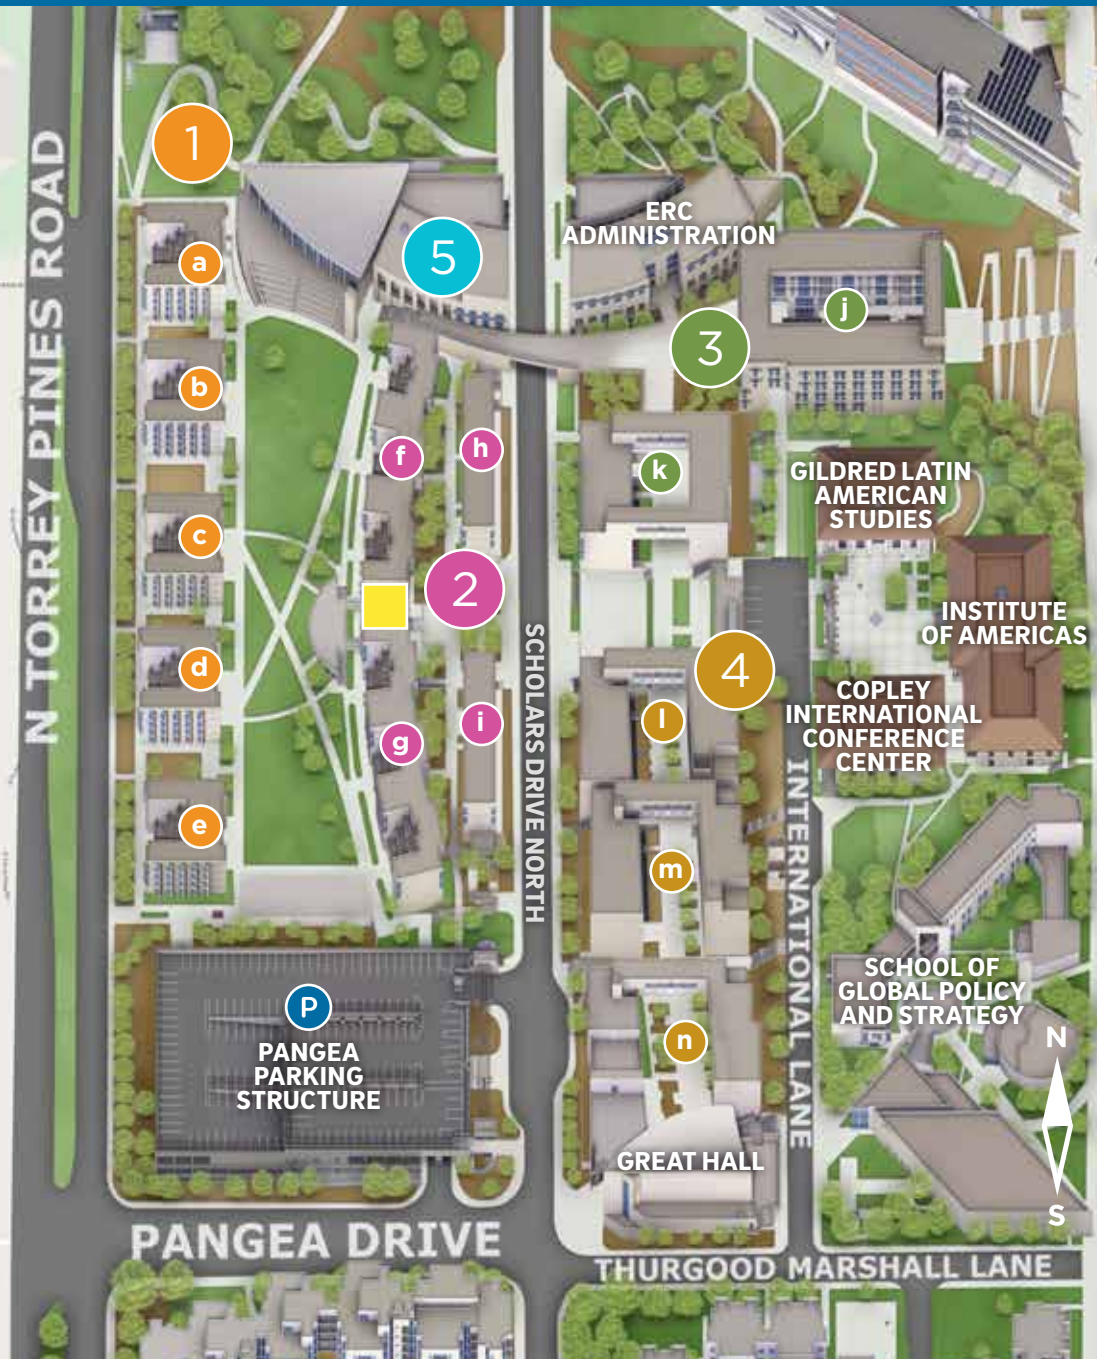 1
N TORREY PINES ROAD
a
5
ERC
ADMINISTRATION
j
3
b
f
h
k
GILDRED LATIN
AMERICAN
STUDIES
c
2
INSTITUTE
OF AMERICAS
d
SCHOLARS DRIVE NORTH
4
l
COPLEY
INTERNATIONAL
CONFERENCE
CENTER
g
i
e
m
INTERNATIONAL LANE
P
PANGEA
PARKING
STRUCTURE
n
SCHOOL OF
GLOBAL POLICY
AND STRATEGY
N
S
GREAT HALL
PANGEA DRIVE
THURGOOD MARSHALL LANE